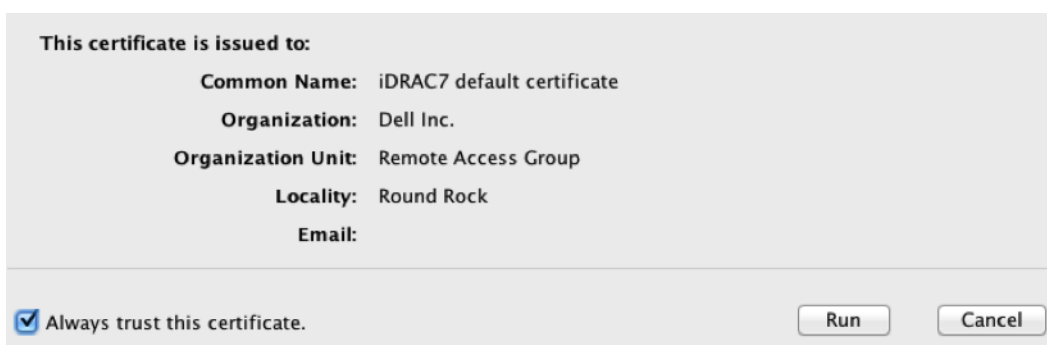 This certificate is issued to:
Common Name: iDRAC7 default certificate
Organization: Dell Inc.
Organization Unit: Remote Access Group
Locality: Round Rock
Email:
Always trust this certificate. Run Cancel